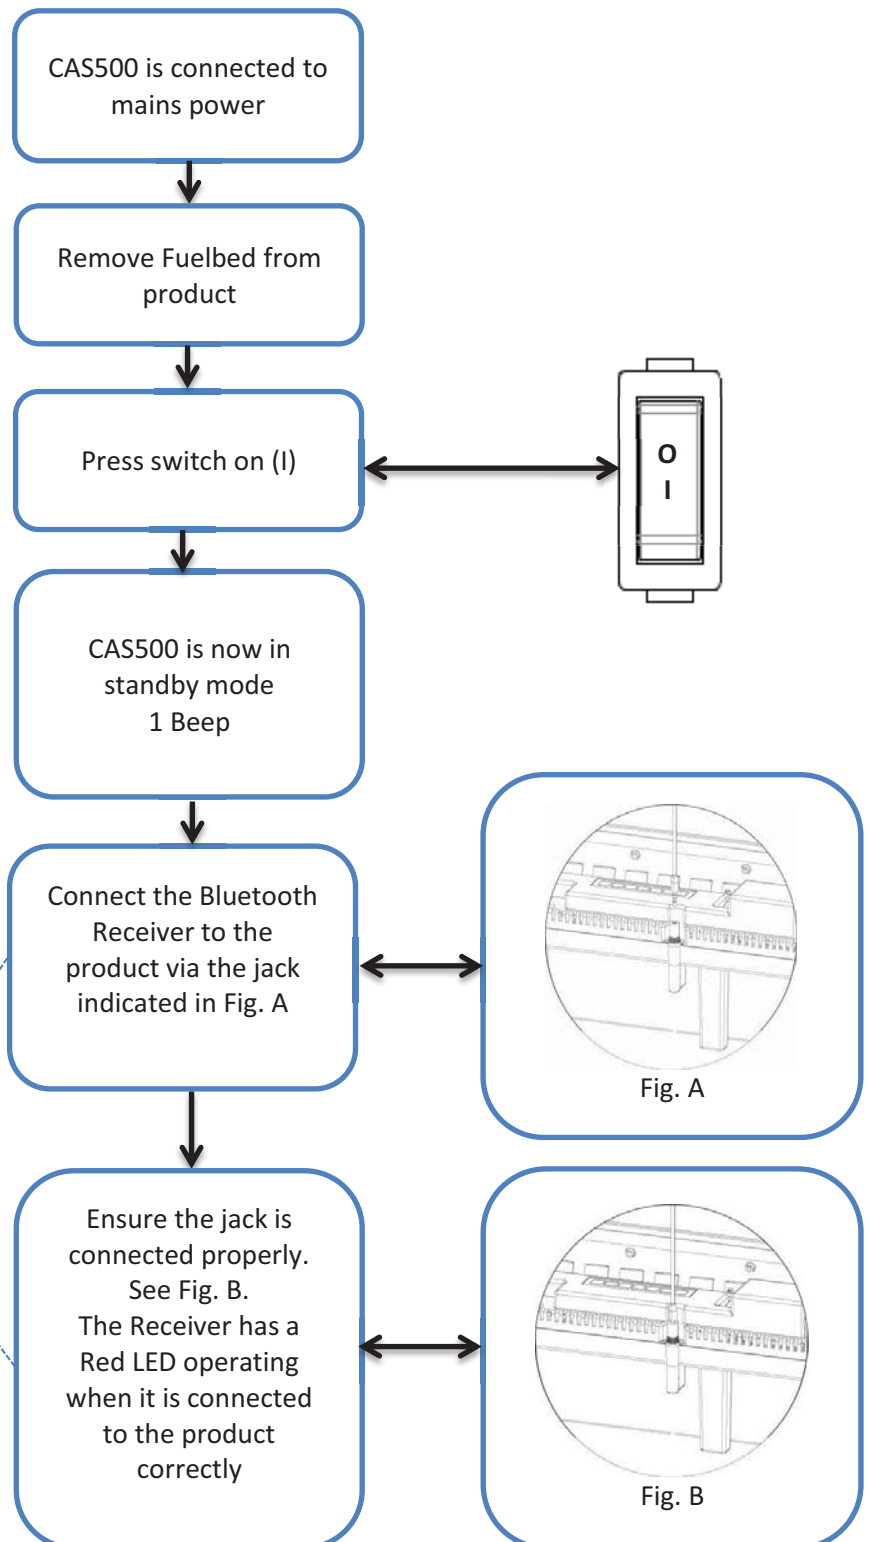 CAS500 is connected to
mains power
Remove Fuelbed from
product
Press switch on (I)
O
I
CAS500 is now in
standby mode
1 Beep
Connect the Bluetooth
Receiver to the
product via the jack
indicated in Fig. A
Fig. A
Ensure the jack is
connected properly.
See Fig. B.
The Receiver has a
Red LED operating
when it is connected
to the product
correctly
Fig. B